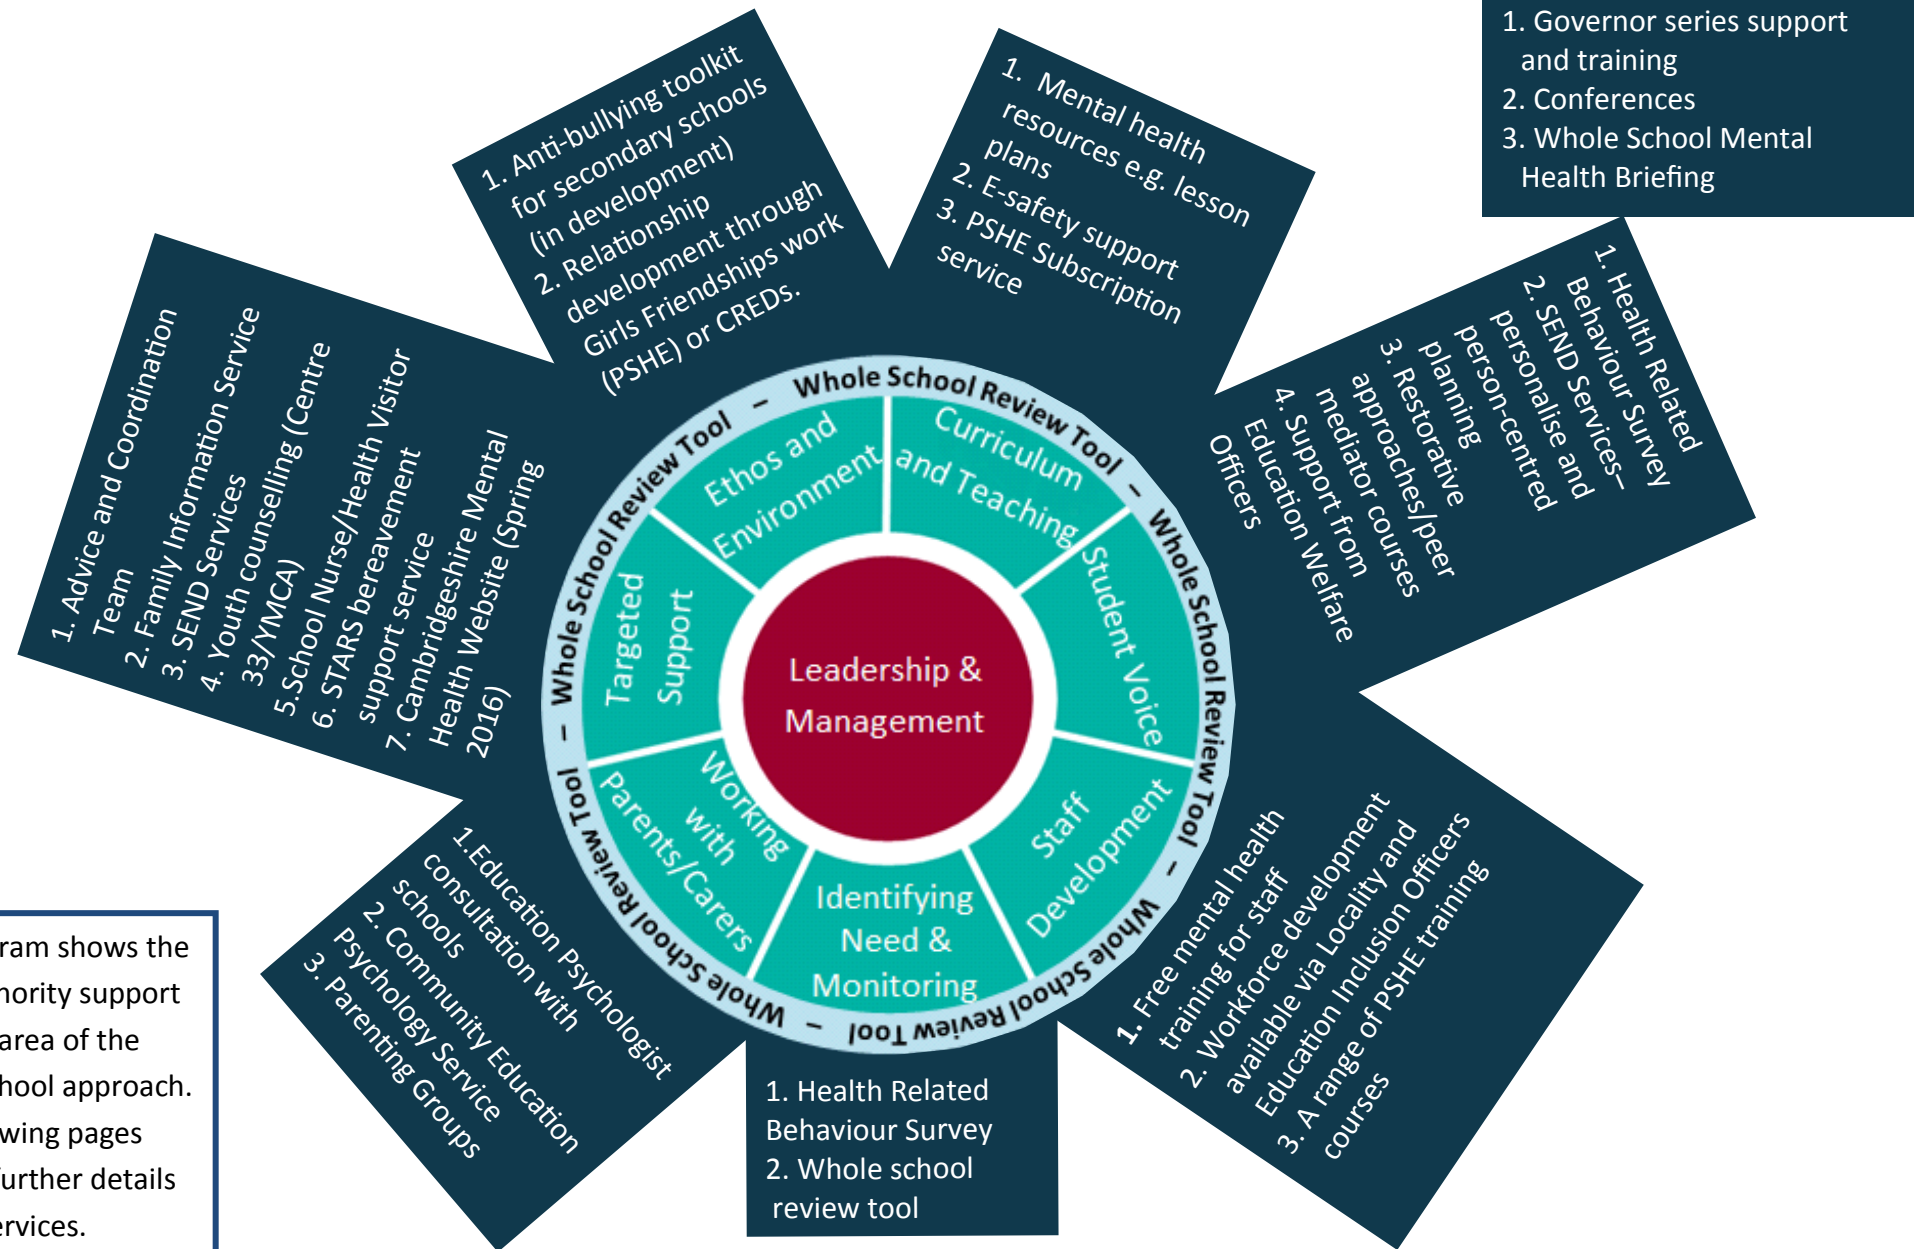 1. Governor series support
and training
2. Conferences
3. Whole School Mental
Health Briefing
1. Anti-bullying toolkit
for secondary schools
(in development)
2. Relationship
development through
Girls Friendships work
(PSHE) or CREDs.
1. Mental health
resources e.g. lesson
plans
2. E-safety support
3. PSHE Subscription
service
1. Health Related
Behaviour Survey
2. SEND Services–
personalise and
person-centred
planning
3. Restorative
approaches/peer
mediator courses
4. Support from
Education Welfare
Officers
1. Advice and Coordination
Team
2. Family Information Service
3. SEND Services
4. Youth counselling (Centre
33/YMCA)
5.School Nurse/Health Visitor
6. STARS bereavement
support service
7. Cambridgeshire Mental
Health Website (Spring
2016)
Whole School Review Tool – Whole School Review Tool – Whole School Review Tool – Whole School Review Tool – Whole School Review Tool –
Ethos and
Environment
Curriculum
and Teaching
Student Voice
Staff
Development
Identifying
Need &
Monitoring
Working
with
Parents/Carers
Targeted
Support
Leadership &
Management
1. Free mental health
training for staff
2. Workforce development
available via Locality and
Education Inclusion Officers
3. A range of PSHE training
courses
1. Health Related
Behaviour Survey
2. Whole school
review tool
1.Education Psychologist
consultation with
schools
2. Community Education
Psychology Service
3. Parenting Groups
ram shows the
hority support
area of the
hool approach.
wing pages
further details
ervices.